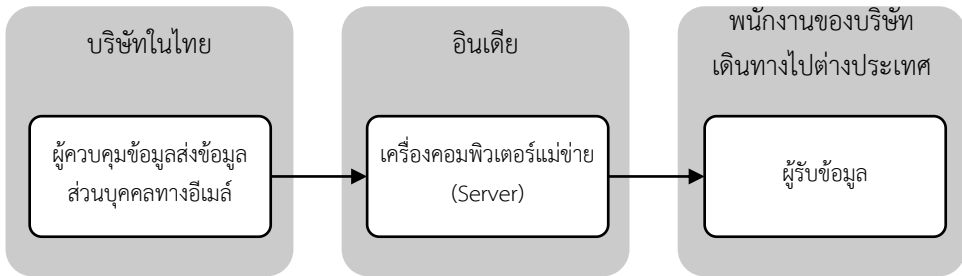 บริษัทในไทย
ผู้ควบคุมข้อมูลส่งข้อมูล
ส่วนบุคคลทางอีเมล์
อินเดีย
เครื่องคอมพิวเตอร์แม่ข่าย
(Server)
พนักงานของบริษัท
เดินทางไปต่างประเทศ
ผู้รับข้อมูล